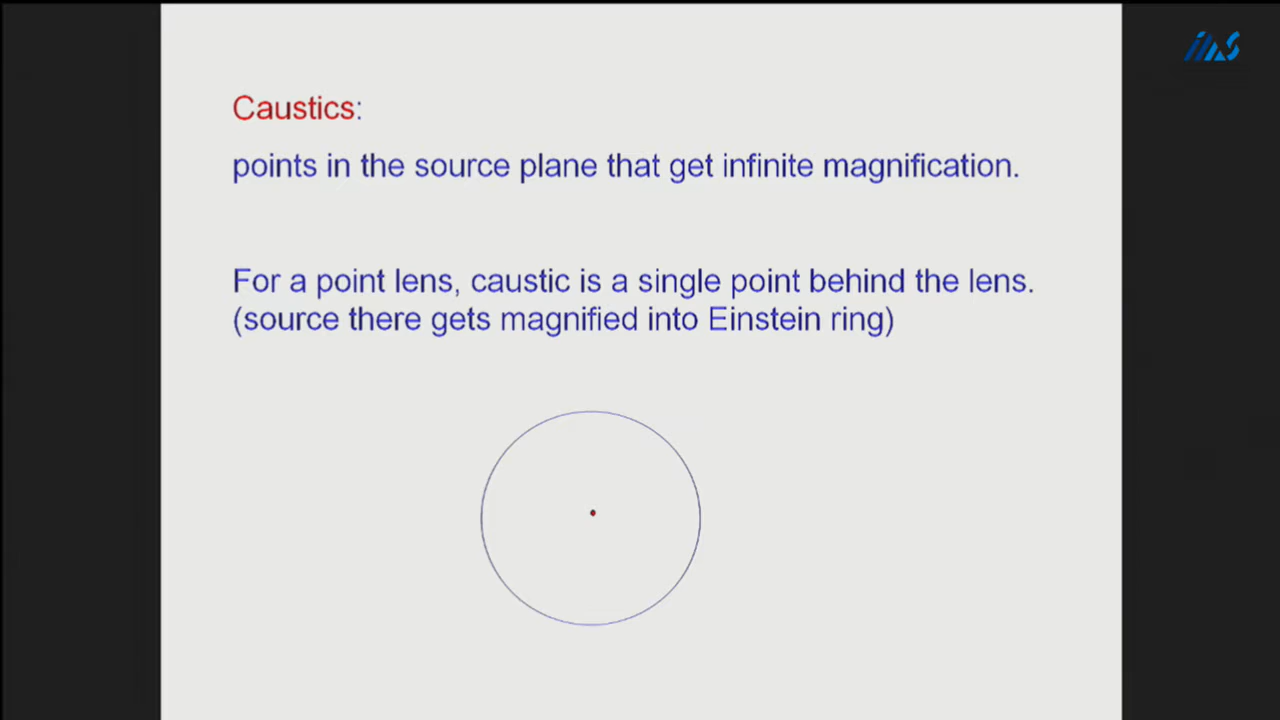 IIAS
Caustics:
points in the source plane that get infinite magnification.
For a point lens, caustic is a single point behind the lens.
(source there gets magnified into Einstein ring)